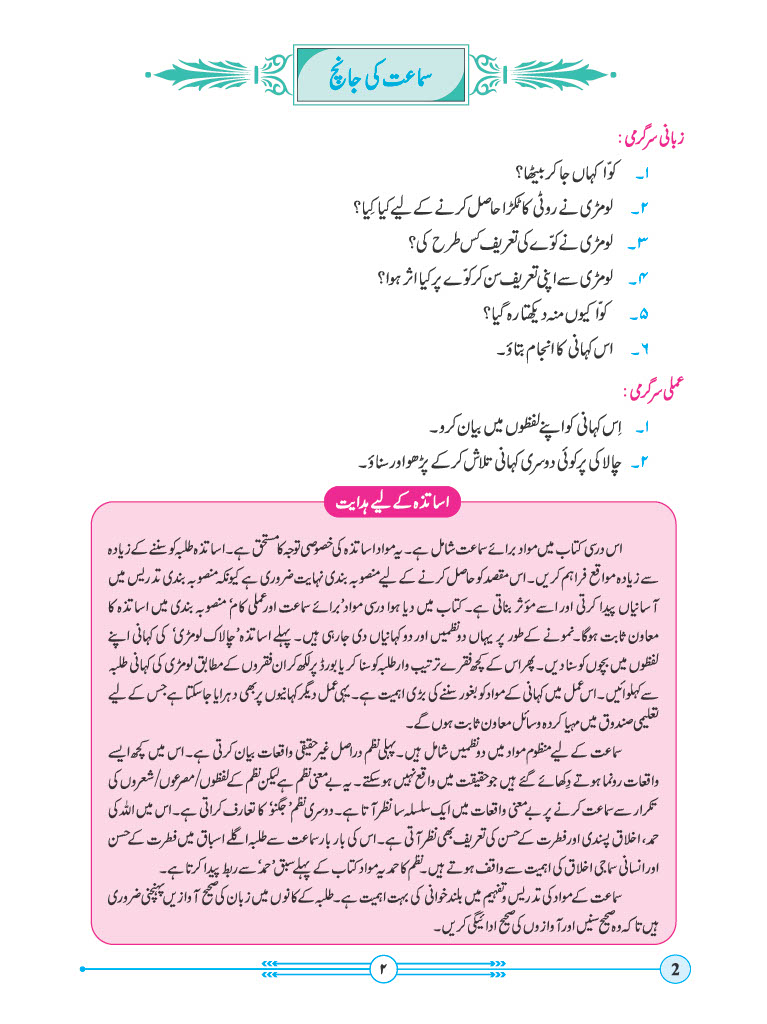 سماعت کی جانچ
زبانی سرگرمی :
۱۔ کوّا کہاں جا کر بیٹھا؟
۲۔ لومڑی نے روٹی کا ٹکڑا حاصل کرنے کے لیے کیا کِیا؟
۳۔ لومڑی نے کوّے کی تعریف کس طرح کی؟
۴۔ لومڑی سے اپنی تعریف سن کر کوّے پر کیا اثر ہوا؟
۵۔ کوّا کیوں منہ دیکھتا رہ گیا؟
۶۔ اس کہانی کا انجام بتاؤ۔
عملی سرگرمی :
۱۔ اِس کہانی کو اپنے لفظوں میں بیان کرو۔
۲۔ چالاکی پر کوئی دوسری کہانی تلاش کرکے پڑھو اور سناؤ۔
اساتذہ کے لیے ہدایت
اس درسی کتاب میں مواد برائے سماعت شامل ہے۔ یہ مواد اساتذہ کی خصوصی توجہ کا مستحق ہے۔ اساتذہ طلبہ کو سننے کے زیادہ
سے زیادہ مواقع فراہم کریں۔ اس مقصد کو حاصل کرنے کے لیے منصوبہ بندی نہایت ضروری ہے کیونکہ منصوبہ بندی تدریس میں
آسانیاں پیدا کرتی اور اسے مؤثر بناتی ہے۔ کتاب میں دیا ہوا درسی مواد ’برائے سماعت اور عملی کام‘ منصوبہ بندی میں اساتذہ کا
معاون ثابت ہوگا۔ نمونے کے طور پر یہاں دو نظمیں اور دو کہانیاں دی جارہی ہیں۔ پہلے اساتذہ ’چالاک لومڑی‘ کی کہانی اپنے
لفظوں میں بچوں کو سنا دیں۔ پھر اس کے کچھ فقرے ترتیب وار طلبہ کو سنا کر یا بورڈ پر لکھ کر ان فقروں کے مطابق لومڑی کی کہانی طلبہ
سے کہلوائیں۔ اس عمل میں کہانی کے مواد کو بغور سننے کی بڑی اہمیت ہے۔ یہی عمل دیگر کہانیوں پر بھی دہرایا جاسکتا ہے جس کے لیے
تعلیمی صندوق میں مہیا کردہ وسائل معاون ثابت ہوں گے۔
سماعت کے لیے منظوم مواد میں دو نظمیں شامل ہیں۔ پہلی نظم دراصل غیر حقیقی واقعات بیان کرتی ہے۔ اس میں کچھ ایسے
واقعات رونما ہوتے دِکھائے گئے ہیں جو حقیقت میں واقع نہیں ہوسکتے۔ یہ بے معنی نظم ہے لیکن نظم کے لفظوں/مصرعوں/شعروں کی
تکرار سے سماعت کرنے پر بے معنی واقعات میں ایک سلسلہ سا نظر آتا ہے۔ دوسری نظم ’جگنو‘ کا تعارف کراتی ہے۔ اس میں اللہ کی
حمد، اخلاق پسندی اور فطرت کے حسن کی تعریف بھی نظر آتی ہے۔ اس کی بار بار سماعت سے طلبہ اگلے اسباق میں فطرت کے حسن
اور انسانی سماجی اخلاق کی اہمیت سے واقف ہوتے ہیں۔ نظم کا حمدیہ مواد کتاب کے پہلے سبق ’حمد‘ سے ربط پیدا کرتا ہے۔
سماعت کے مواد کی تدریس و تفہیم میں بلند خوانی کی بہت اہمیت ہے۔ طلبہ کے کانوں میں زبان کی صحیح آوازیں پہنچنی ضروری
ہیں تاکہ وہ صحیح سنیں اور آوازوں کی صحیح ادائیگی کریں۔
۲
2